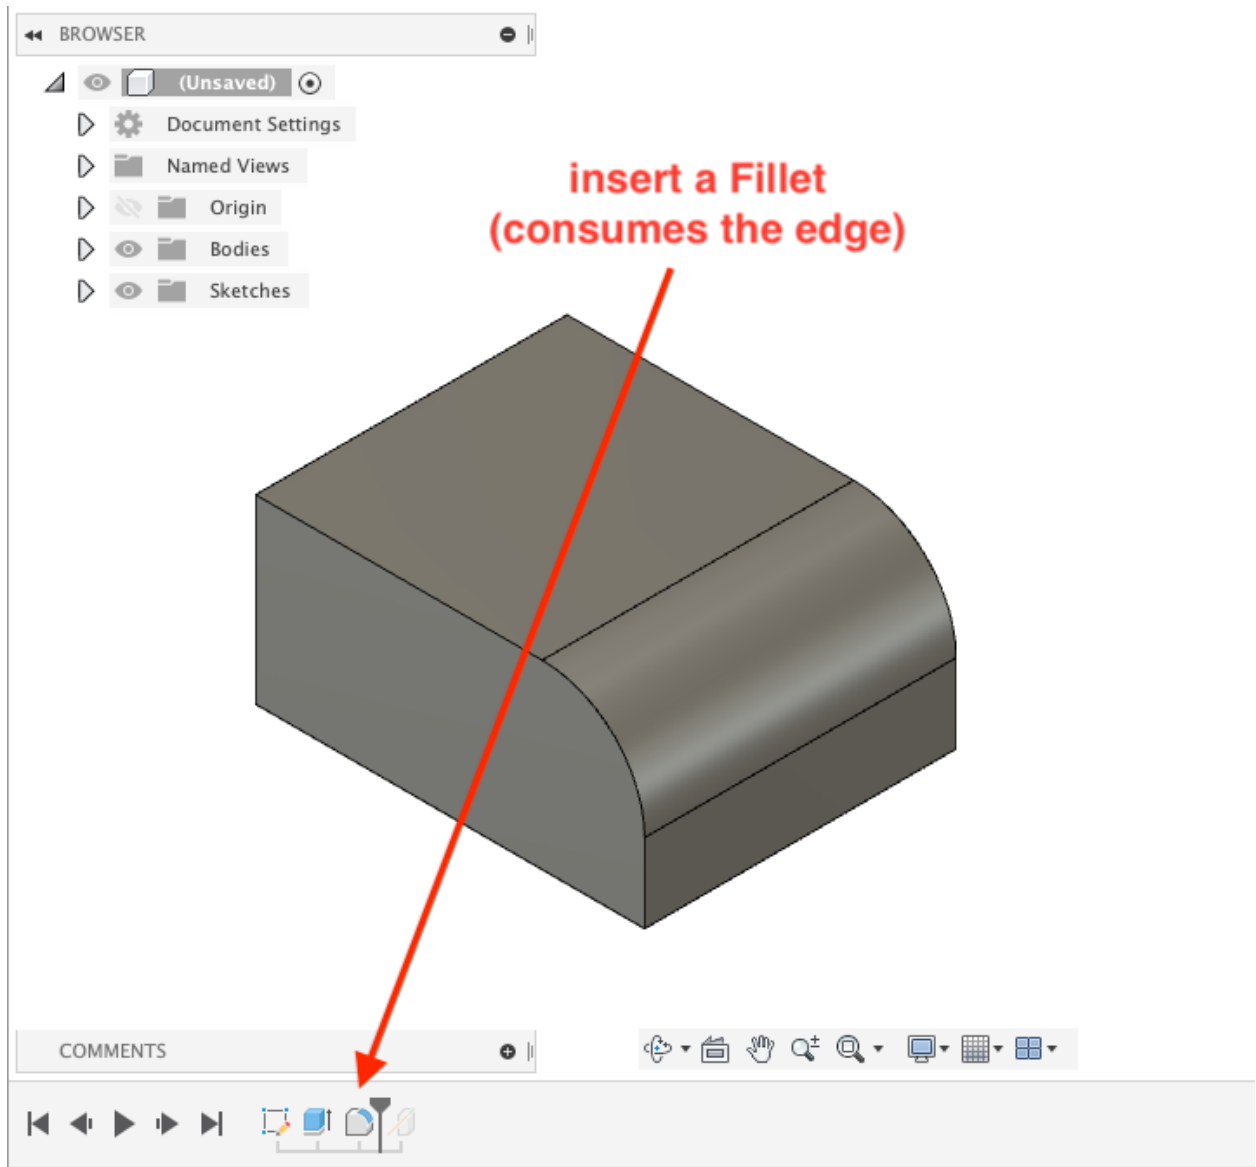 BROWSER
(Unsaved)
Document Settings
Named Views
Origin
Bodies
Sketches
insert a Fillet
(consumes the edge)
COMMENTS